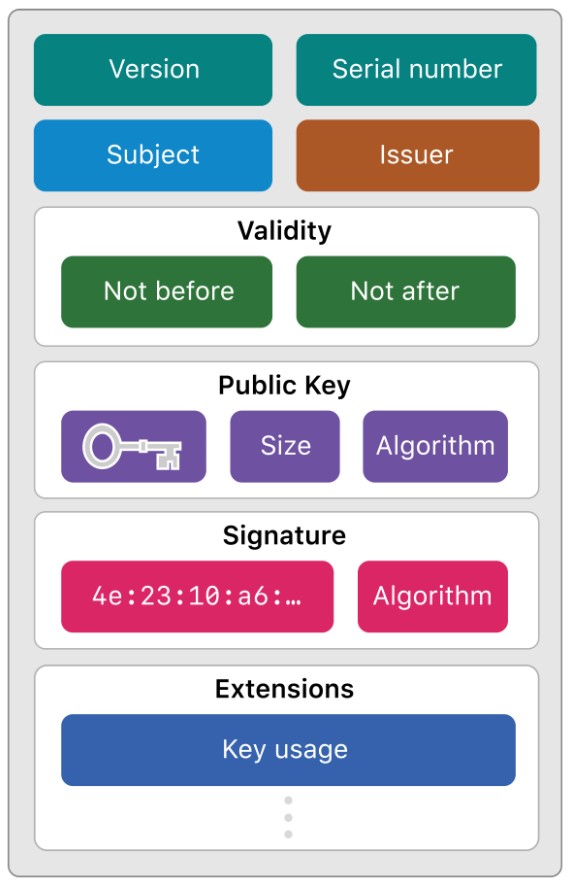 Version
Serial number
Subject
Issuer
Validity
Not before
Not after
Public Key
Size
Algorithm
Signature
4e:23:10:a6:…
Algorithm
Extensions
Key usage